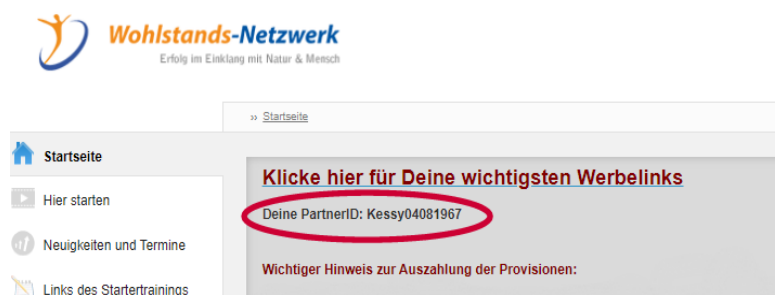 Wohlstands-Netzwerk
Erfolg im Einklang mit Natur & Mensch
›› Startseite
Startseite
Hier starten
Neuigkeiten und Termine
Links des Startertrainings
Klicke hier für Deine wichtigsten Werbelinks
Deine PartnerID: Kessy04081967
Wichtiger Hinweis zur Auszahlung der Provisionen: